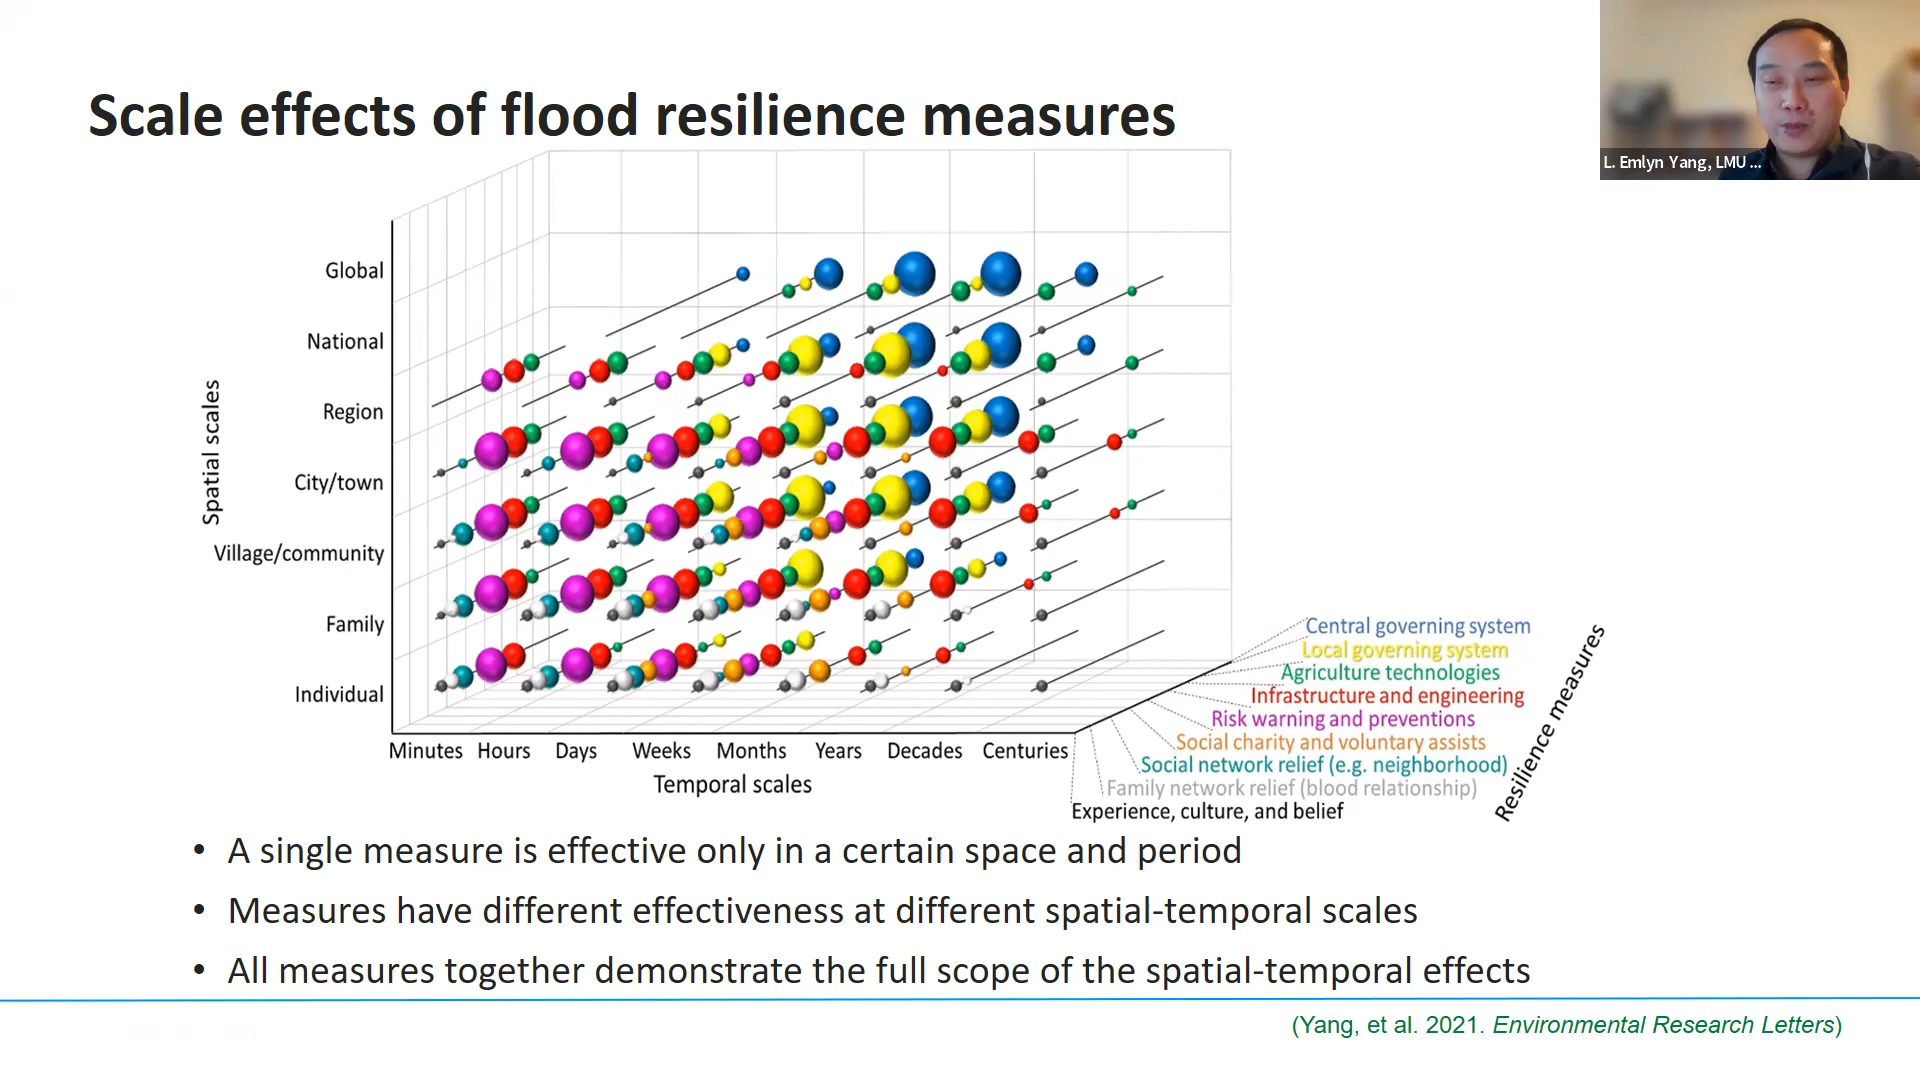 Scale effects of flood resilience measures
L. Emlyn Yang, LMU ...
Spatial scales
Global
National
Region
City/town
Village/community
Family
Individual
Minutes Hours Days Weeks Months Years Decades Centuries
Temporal scales
Central governing system
Local governing system
Agriculture technologies
Infrastructure and engineering
Risk warning and preventions
Social charity and voluntary assists
Social network relief (e.g. neighborhood)
Family network relief (blood relationship)
Experience, culture, and belief
Resilience measures
• A single measure is effective only in a certain space and period
• Measures have different effectiveness at different spatial-temporal scales
• All measures together demonstrate the full scope of the spatial-temporal effects
(Yang, et al. 2021. Environmental Research Letters)